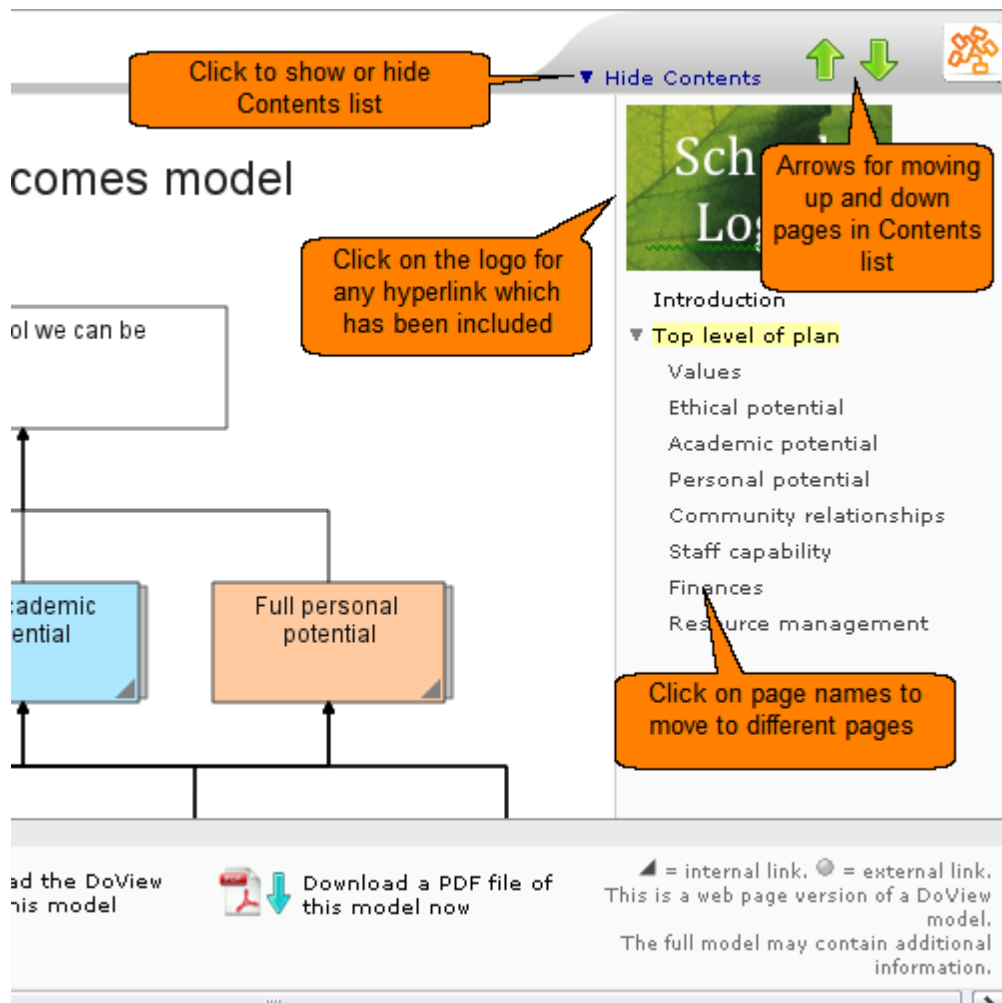 Click to show or hide
Contents list
▼ Hide Contents
comes model
Sch
Log
Arrows for moving
up and down
pages in Contents
list
Click on the logo for
any hyperlink which
has been included
Introduction
▼ Top level of plan
Values
Ethical potential
Academic potential
Personal potential
Community relationships
Staff capability
Finances
Resource management
ol we can be
cademic
ential
Full personal
potential
Click on page names to
move to different pages
ad the DoView
his model
Download a PDF file of
this model now
= internal link. = external link.
This is a web page version of a DoView
model.
The full model may contain additional
information.